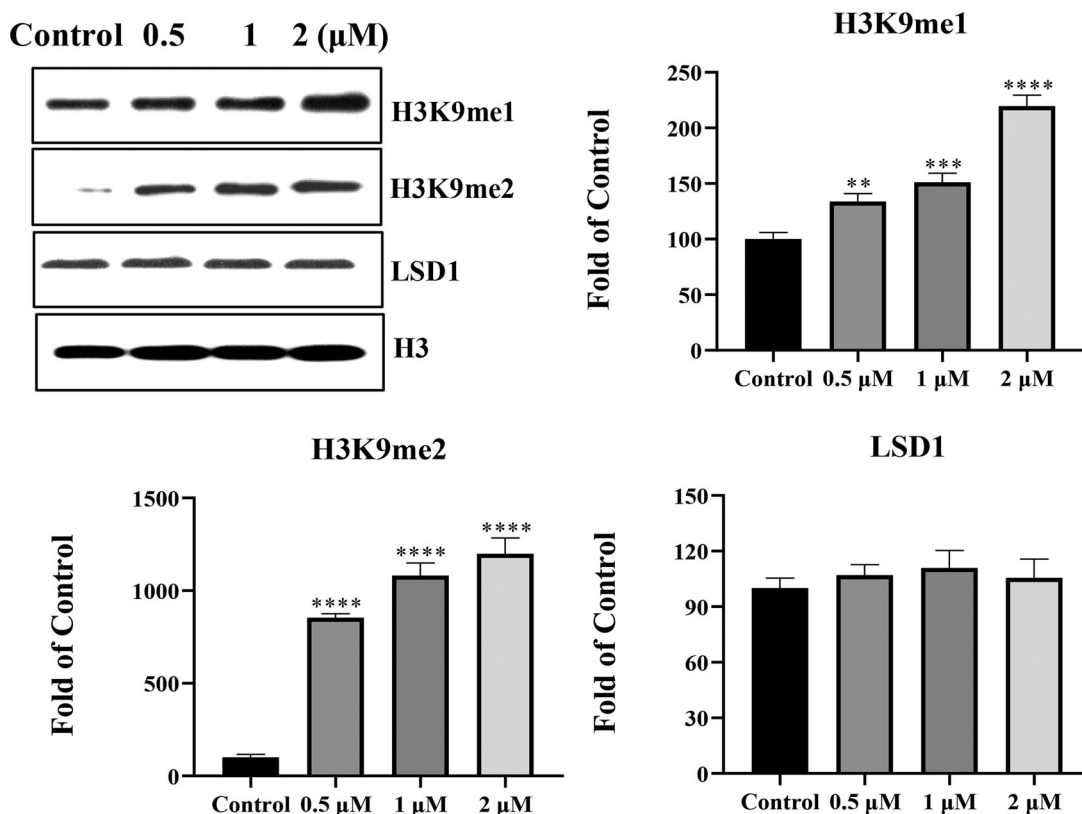 Control 0.5 1 2 (μM)
H3K9me1
H3K9me2
LSD1
H3
H3K9me1
Fold of Control
250
200
150
100
50
0
**
***
****
Control 0.5 μM 1 μM 2 μM
H3K9me2
Fold of Control
1500
1000
500
0
****
****
****
Control 0.5 μM 1 μM 2 μM
LSD1
Fold of Control
150
120
90
60
30
0
Control 0.5 μM 1 μM 2 μM